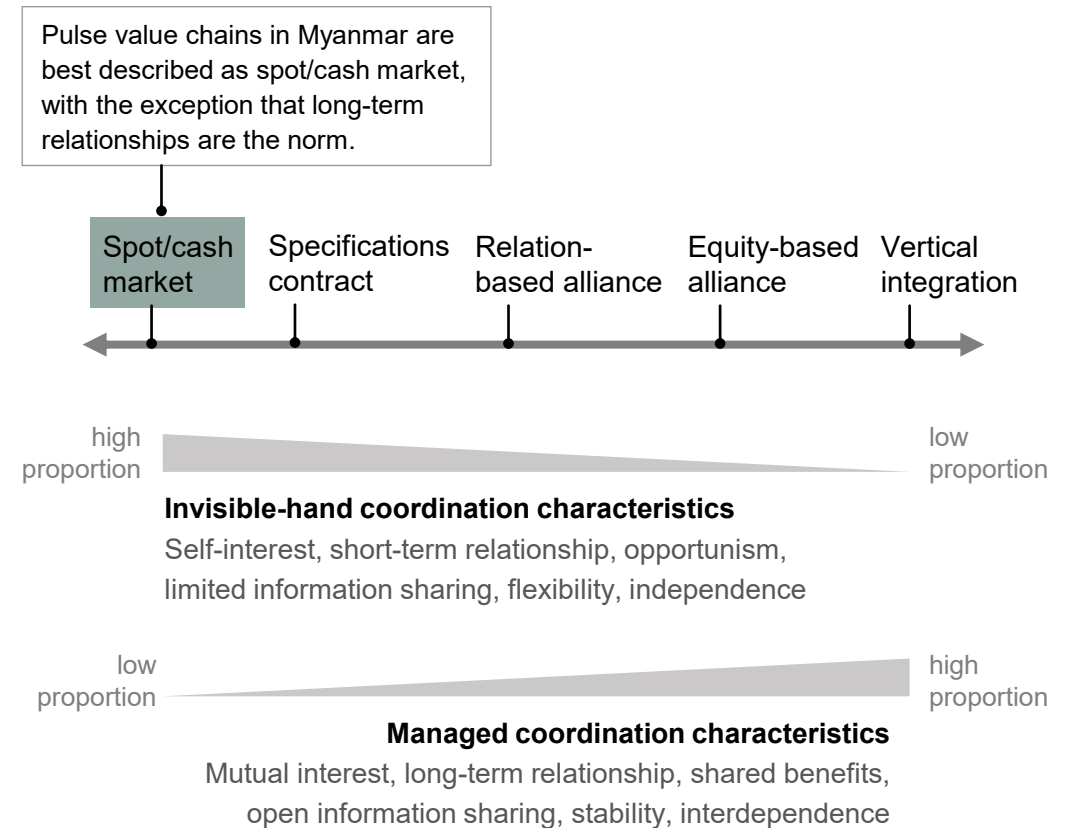 Pulse value chains in Myanmar are
best described as spot/cash market,
with the exception that long-term
relationships are the norm.
Spot/cash
market
Specifications
contract
Relation-
based alliance
Equity-based
alliance
Vertical
integration
high
proportion
low
proportion
Invisible-hand coordination characteristics
Self-interest, short-term relationship, opportunism,
limited information sharing, flexibility, independence
low
proportion
high
proportion
Managed coordination characteristics
Mutual interest, long-term relationship, shared benefits,
open information sharing, stability, interdependence